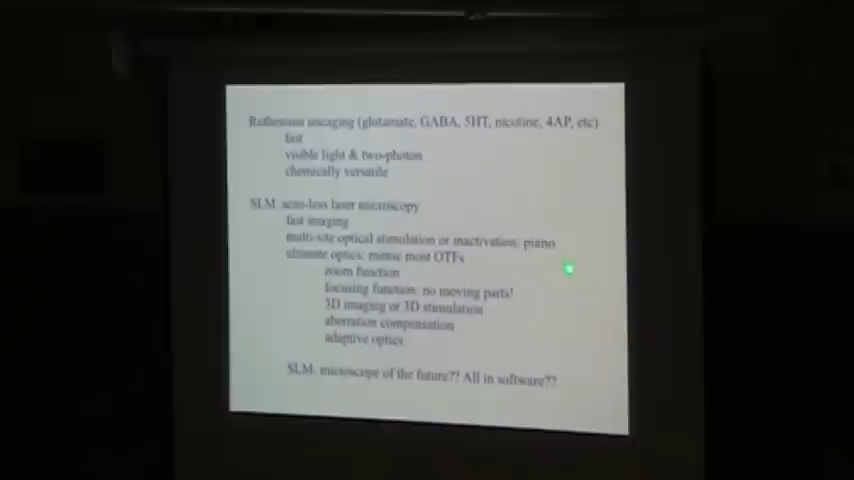 Ruthenium uncaging (glutamate, GABA, 5HT, nicotine, 4AP, etc)
fast
visible light & two-photon
chemically versatile
SLM: scan-less laser microscopy
fast imaging
multi-site optical stimulation or inactivation: piano
ultimate optics: mimic most OTFs
zoom function
focusing function: no moving parts!
3D imaging or 3D stimulation
aberration compensation
adaptive optics
SLM: microscope of the future?? All in software??